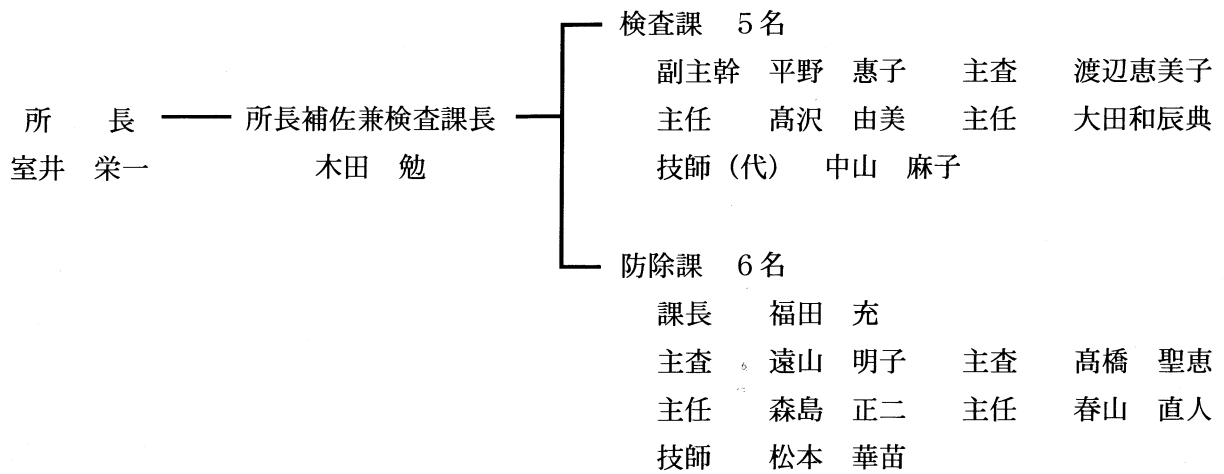 所　長
室井　栄一
所長補佐兼検査課長
木田　勉
検査課　５名
副主幹　平野　惠子　主査　渡辺恵美子
主任　髙沢　由美　主任　大田和辰典
技師（代）　中山　麻子
防除課　６名
課長　福田　充
主査　遠山　明子　主査　髙橋　聖恵
主任　森島　正二　主任　春山　直人
技師　松本　華苗